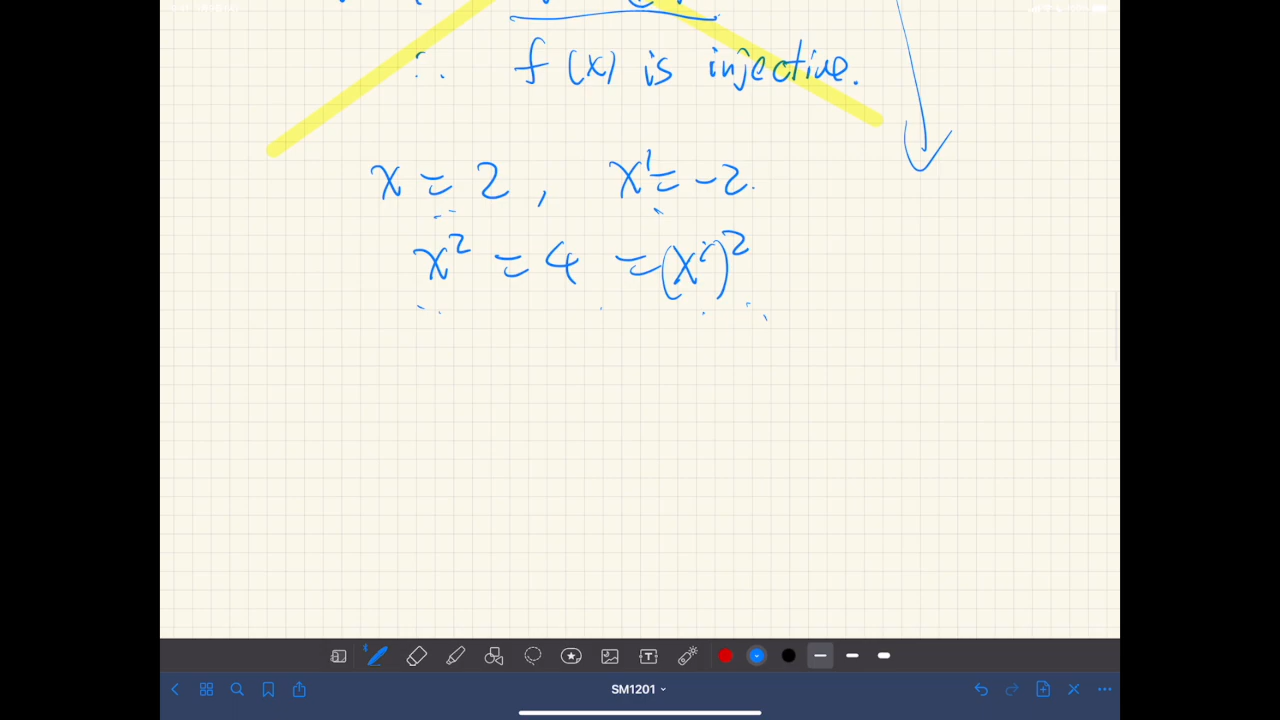 ∴ f(x) is injective.
x = 2, x' = -2.
x² = 4 = (x')²
SM1201